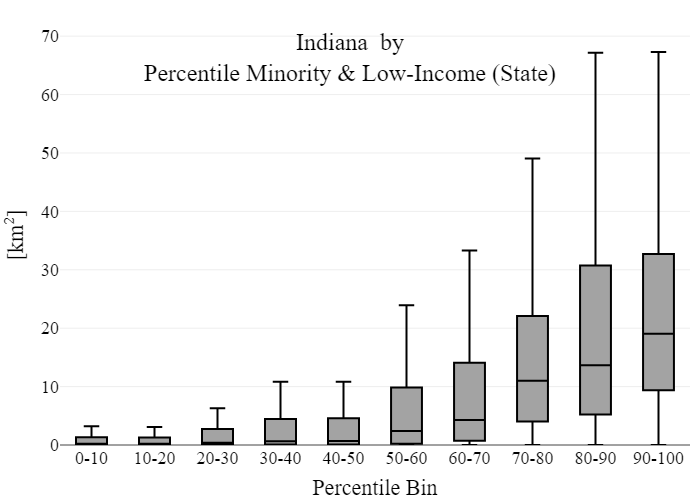 Indiana by
Percentile Minority & Low-Income (State)
[km²]
70
60
50
40
30
20
10
0
0-10 10-20 20-30 30-40 40-50 50-60 60-70 70-80 80-90 90-100
Percentile Bin